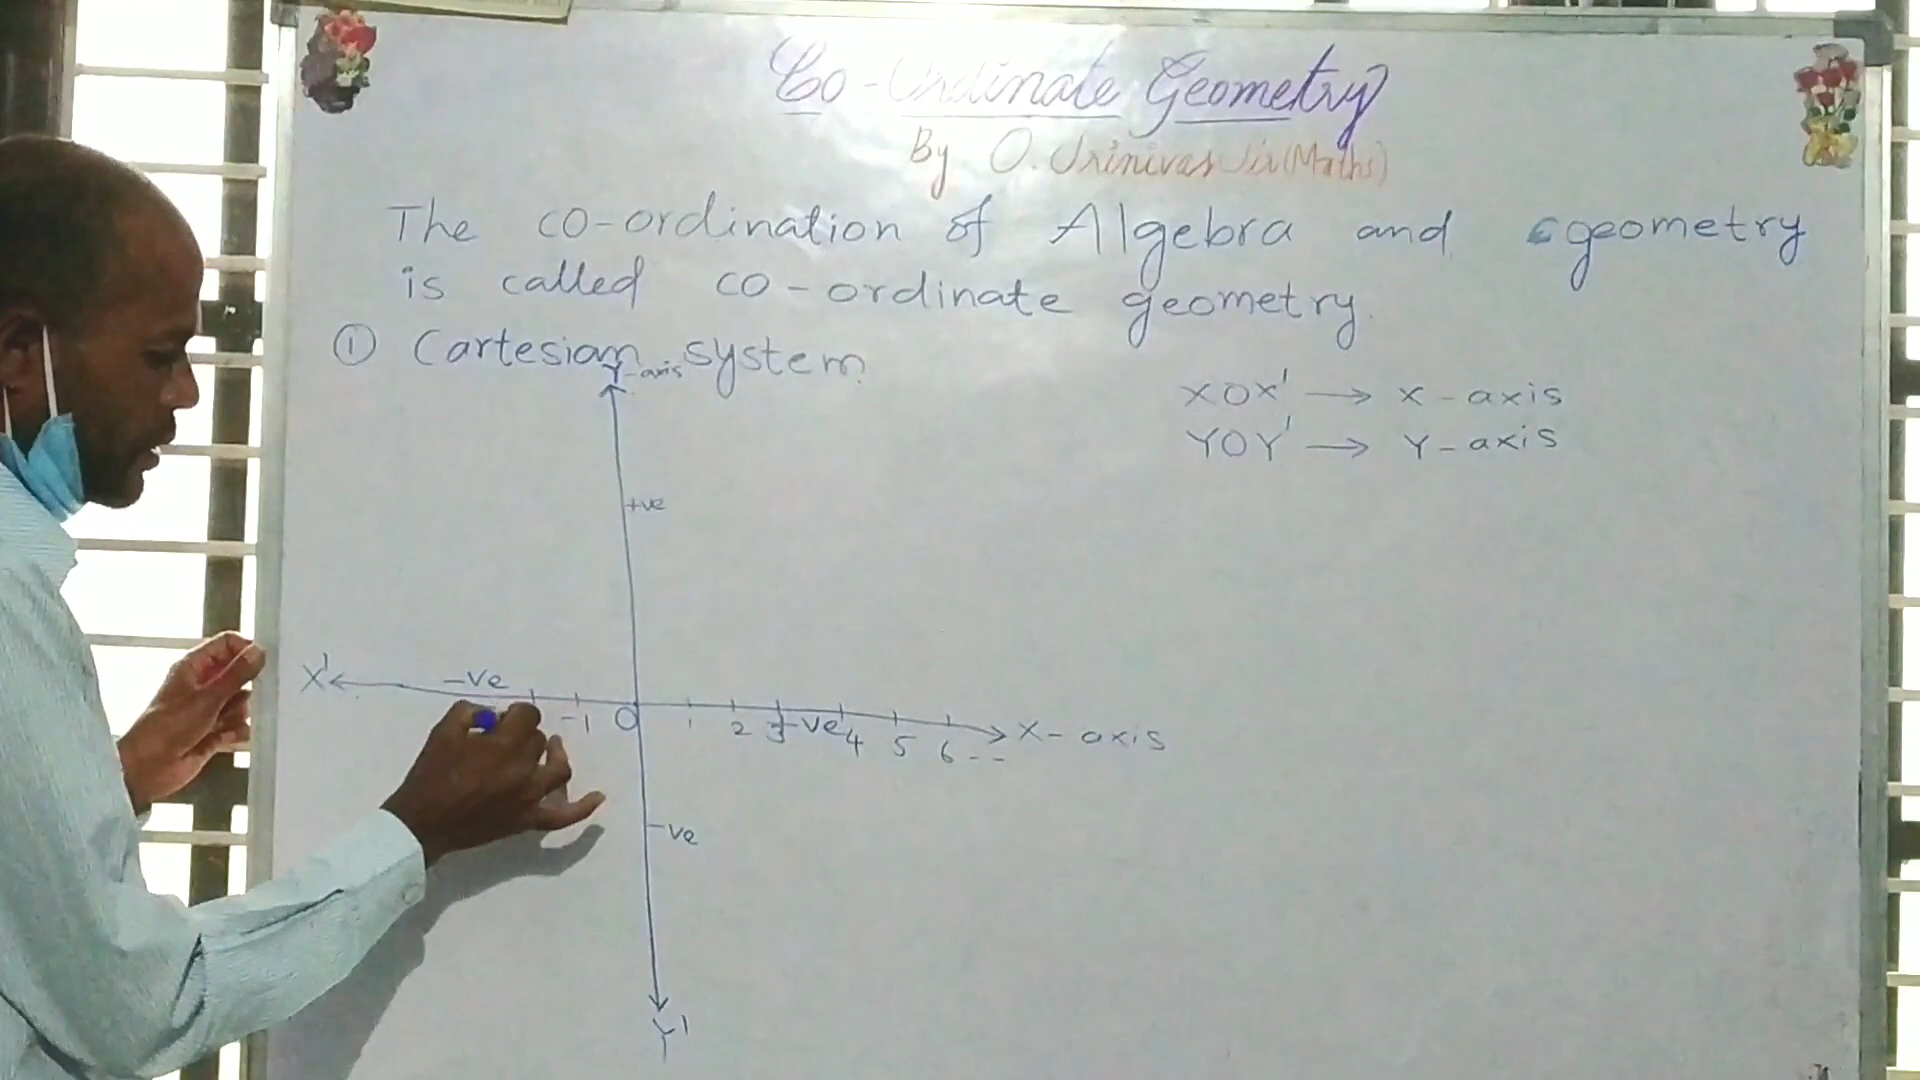 Co-Ordinate Geometry
By O. Srinivas Sir (Maths)
The co-ordination of Algebra and geometry
is called co-ordinate geometry.
① Cartesian system.
Y-axis
XOX' → X-axis
YOY' → Y-axis
+ve
X' -ve
-1 O 1 2 3 +ve 4 5 6 -- X-axis
-ve
Y'